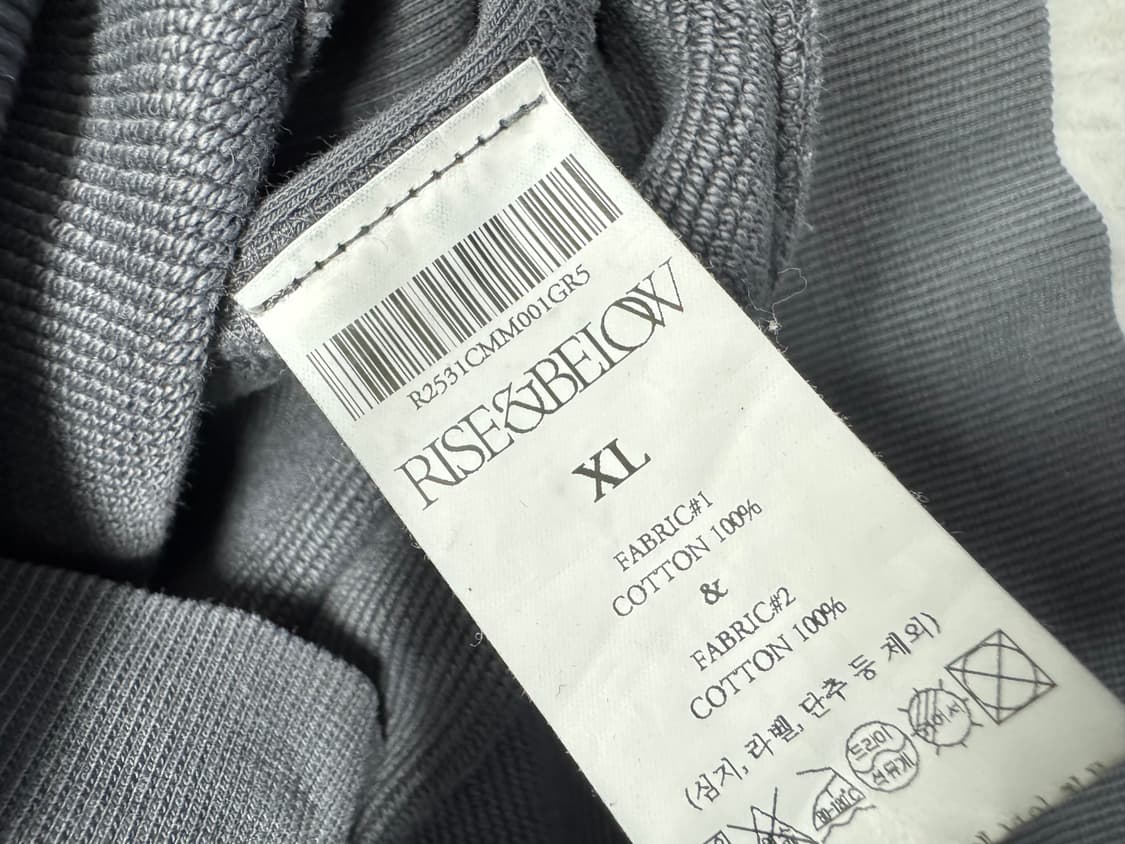 R2531CMM001GR5
RISE&BELOW
XL
FABRIC#1
COTTON 100%
&
FABRIC#2
COTTON 100%
(심지, 라벨, 단추 등 제외)
드라이
석유계